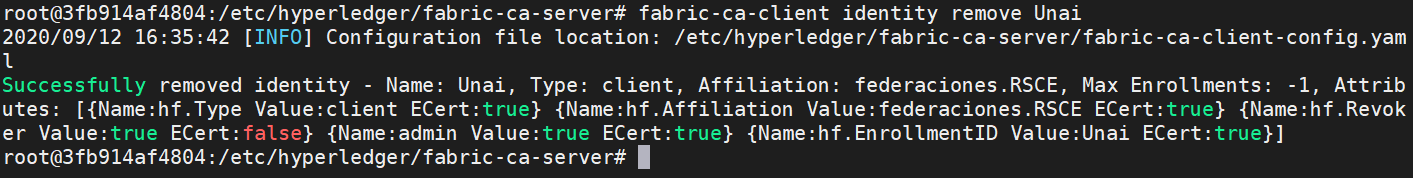 root@3fb914af4804:/etc/hyperledger/fabric-ca-server# fabric-ca-client identity remove Unai
2020/09/12 16:35:42 [INFO] Configuration file location: /etc/hyperledger/fabric-ca-server/fabric-ca-client-config.yam
l
Successfully removed identity - Name: Unai, Type: client, Affiliation: federaciones.RSCE, Max Enrollments: -1, Attrib
utes: [{Name:hf.Type Value:client ECert:true} {Name:hf.Affiliation Value:federaciones.RSCE ECert:true} {Name:hf.Revok
er Value:true ECert:false} {Name:admin Value:true ECert:true} {Name:hf.EnrollmentID Value:Unai ECert:true}]
root@3fb914af4804:/etc/hyperledger/fabric-ca-server#